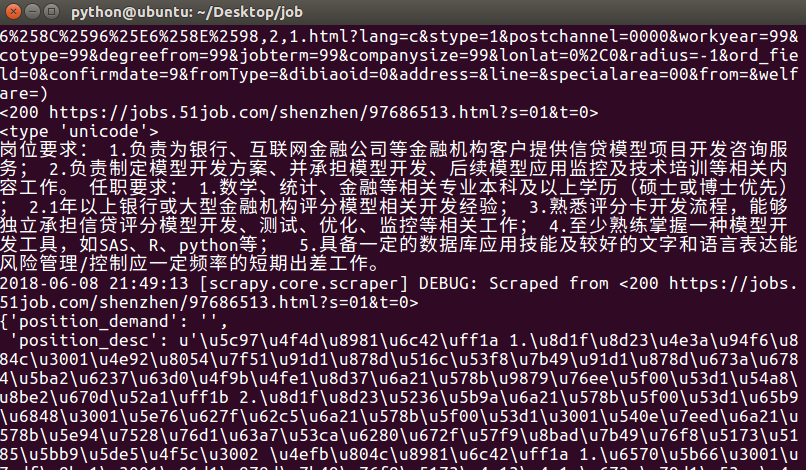 python@ubuntu: ~/Desktop/job
6%258C%2596%25E6%258E%2598,2,1.html?lang=c&stype=1&postchannel=0000&workyear=99&
cotype=99&degreefrom=99&jobterm=99&companysize=99&lonlat=0%2C0&radius=-1&ord_fie
ld=0&confirmdate=9&fromType=&dibiaoid=0&address=&line=&specialarea=00&from=&welf
are=)
<200 https://jobs.51job.com/shenzhen/97686513.html?s=01&t=0>
<type 'unicode'>
岗位要求： 1.负责为银行、互联网金融公司等金融机构客户提供信贷模型项目开发咨询服
务； 2.负责制定模型开发方案、并承担模型开发、后续模型应用监控及技术培训等相关内
容工作。 任职要求： 1.数学、统计、金融等相关专业本科及以上学历（硕士或博士优先）
； 2.1年以上银行或大型金融机构评分模型相关开发经验； 3.熟悉评分卡开发流程，能够
独立承担信贷评分模型开发、测试、优化、监控等相关工作； 4.至少熟练掌握一种模型开
发工具，如SAS、R、python等； 5.具备一定的数据库应用技能及较好的文字和语言表达能
风险管理/控制应一定频率的短期出差工作。
2018-06-08 21:49:13 [scrapy.core.scraper] DEBUG: Scraped from <200 https://jobs.
51job.com/shenzhen/97686513.html?s=01&t=0>
{'position_demand': '',
'position_desc': u'\u5c97\u4f4d\u8981\u6c42\uff1a 1.\u8d1f\u8d23\u4e3a\u94f6\u8
84c\u3001\u4e92\u8054\u7f51\u91d1\u878d\u516c\u53f8\u7b49\u91d1\u878d\u673a\u678
4\u5ba2\u6237\u63d0\u4f9b\u4fe1\u8d37\u6a21\u578b\u9879\u76ee\u5f00\u53d1\u54a8\
u8be2\u670d\u52a1\uff1b 2.\u8d1f\u8d23\u5236\u5b9a\u6a21\u578b\u5f00\u53d1\u65b9
\u6848\u3001\u5e76\u627f\u62c5\u6a21\u578b\u5f00\u53d1\u3001\u540e\u7eed\u6a21\u
578b\u5e94\u7528\u76d1\u63a7\u53ca\u6280\u672f\u57f9\u8bad\u7b49\u76f8\u5173\u51
85\u5bb9\u5de5\u4f5c\u3002 \u4efb\u804c\u8981\u6c42\uff1a 1.\u6570\u5b66\u3001\u